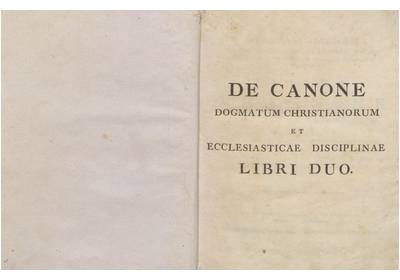 DE CANONE
DOGMATUM CHRISTIANORUM
ET
ECCLESIASTICAE DISCIPLINAE
LIBRI DUO.